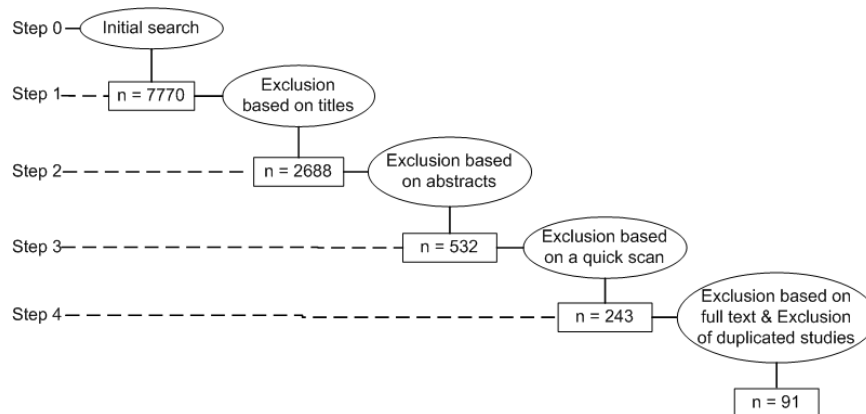 Step 0
Initial search
Step 1
n = 7770
Exclusion
based on titles
Step 2
n = 2688
Exclusion based
on abstracts
Step 3
n = 532
Exclusion based
on a quick scan
Step 4
n = 243
Exclusion based on
full text & Exclusion
of duplicated studies
n = 91